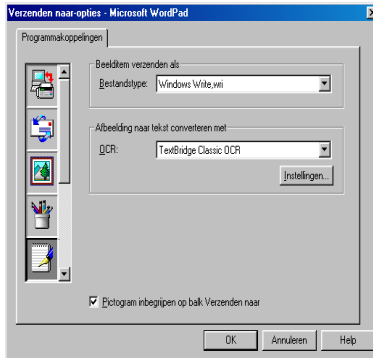 Verzenden naar-opties - Microsoft WordPad
Programmakoppelingen
Beelditem verzenden als
Bestandstype: Windows Write,wri
Afbeelding naar tekst converteren met
OCR: TextBridge Classic OCR
Instellingen...
Pictogram inbegrijpen op balk Verzenden naar
OK Annuleren Help